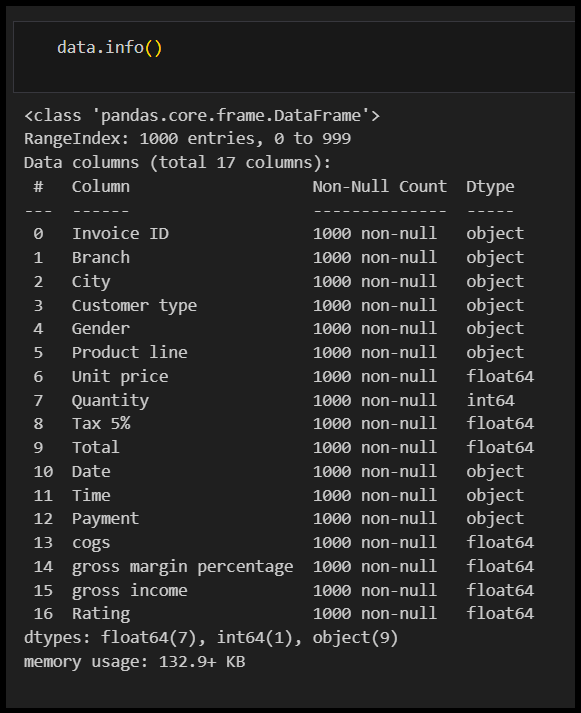 data.info()
<class 'pandas.core.frame.DataFrame'>
RangeIndex: 1000 entries, 0 to 999
Data columns (total 17 columns):
 #   Column                   Non-Null Count  Dtype
---  ------                   --------------  -----
 0   Invoice ID               1000 non-null   object
 1   Branch                   1000 non-null   object
 2   City                     1000 non-null   object
 3   Customer type            1000 non-null   object
 4   Gender                   1000 non-null   object
 5   Product line             1000 non-null   object
 6   Unit price               1000 non-null   float64
 7   Quantity                 1000 non-null   int64
 8   Tax 5%                   1000 non-null   float64
 9   Total                    1000 non-null   float64
 10  Date                     1000 non-null   object
 11  Time                     1000 non-null   object
 12  Payment                  1000 non-null   object
 13  cogs                     1000 non-null   float64
 14  gross margin percentage  1000 non-null   float64
 15  gross income             1000 non-null   float64
 16  Rating                   1000 non-null   float64
dtypes: float64(7), int64(1), object(9)
memory usage: 132.9+ KB